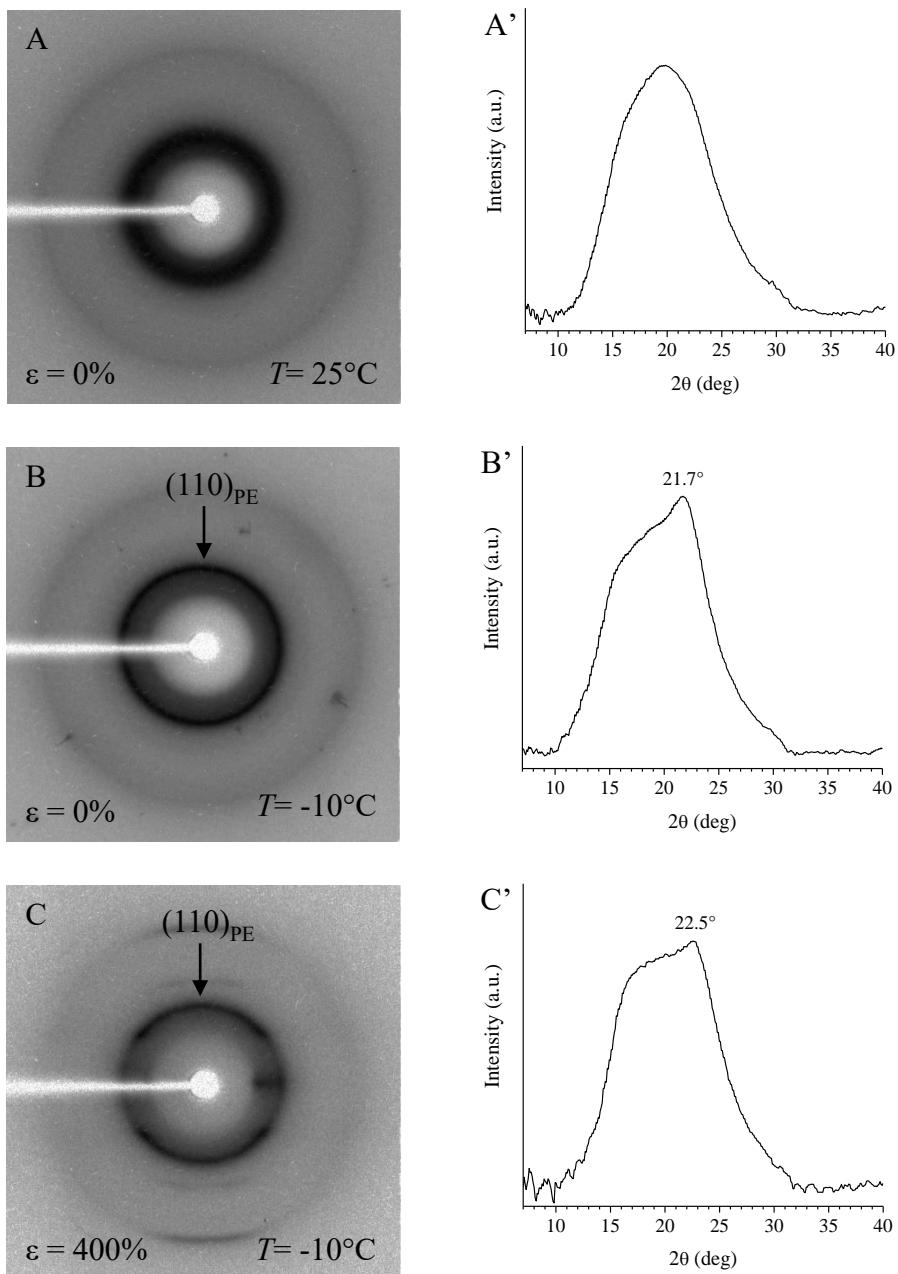 A
ε = 0%
T= 25°C
A’
Intensity (a.u.)
10 15 20 25 30 35 40
2θ (deg)
B
(110)PE
ε = 0%
T= -10°C
B’
21.7°
Intensity (a.u.)
10 15 20 25 30 35 40
2θ (deg)
C
(110)PE
ε = 400%
T= -10°C
C’
22.5°
Intensity (a.u.)
10 15 20 25 30 35 40
2θ (deg)